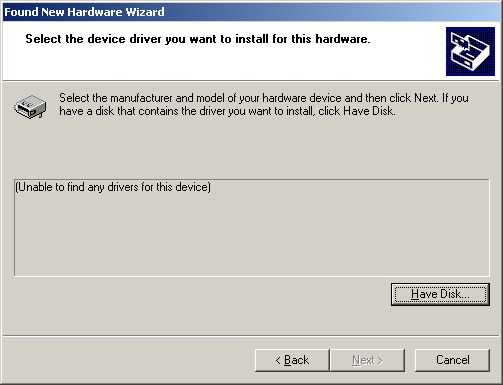 Found New Hardware Wizard
Select the device driver you want to install for this hardware.
Select the manufacturer and model of your hardware device and then click Next. If you
have a disk that contains the driver you want to install, click Have Disk.
(Unable to find any drivers for this device)
Have Disk...
< Back
Next >
Cancel